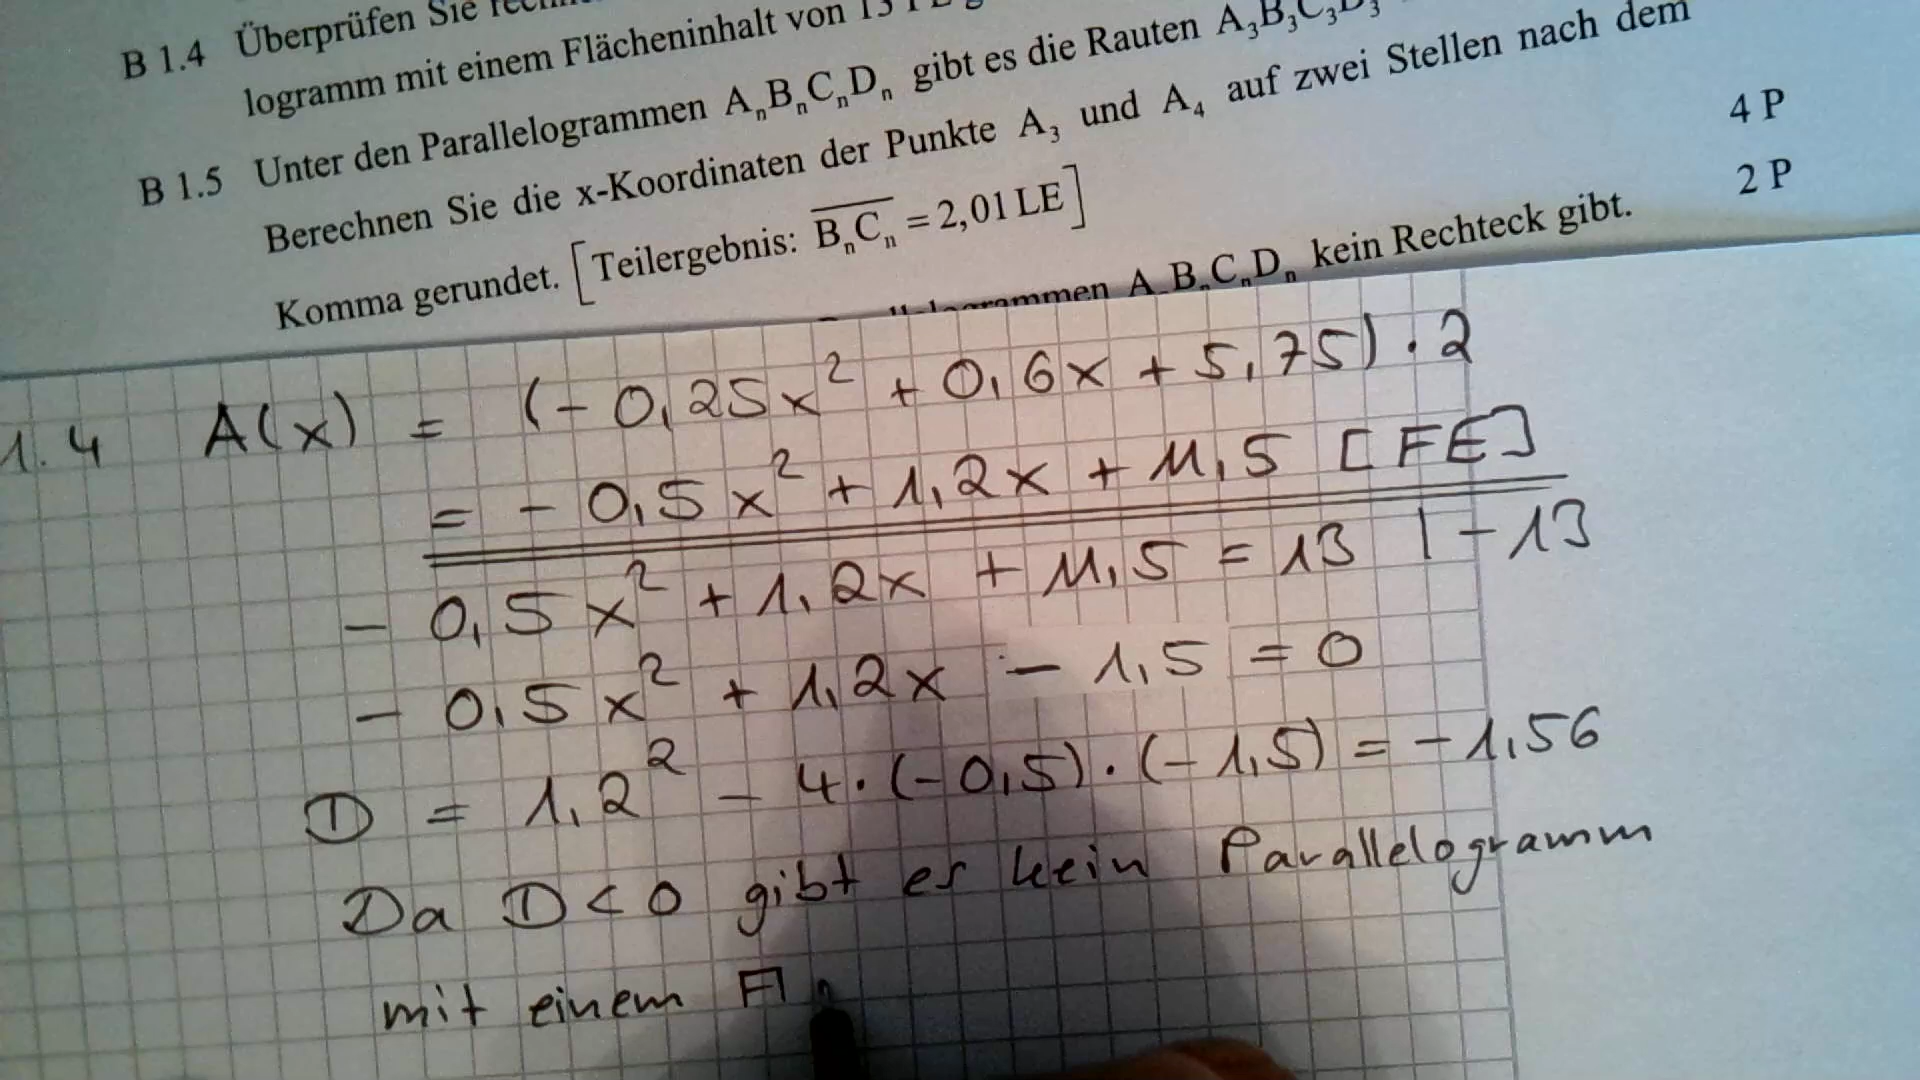 B 1.4 Überprüfen Sie
logramm mit einem Flächeninhalt von 13
B 1.5 Unter den Parallelogrammen AₙBₙCₙDₙ gibt es die Rauten A₃B₃C₃D₃
Berechnen Sie die x-Koordinaten der Punkte A₃ und A₄ auf zwei Stellen nach dem
Komma gerundet. [Teilergebnis: B̅ₙC̅ₙ = 2,01 LE] 4 P
AₙBₙCₙDₙ kein Rechteck gibt. 2 P
1.4 A(x) = (- 0,25x² + 0,6x + 5,75) · 2
= - 0,5x² + 1,2x + 11,5 [FE]
- 0,5x² + 1,2x + 11,5 = 13 | - 13
- 0,5x² + 1,2x - 1,5 = 0
D = 1,2² - 4·(-0,5)·(-1,5) = -1,56
Da D < 0 gibt es kein Parallelogramm
mit einem Fl